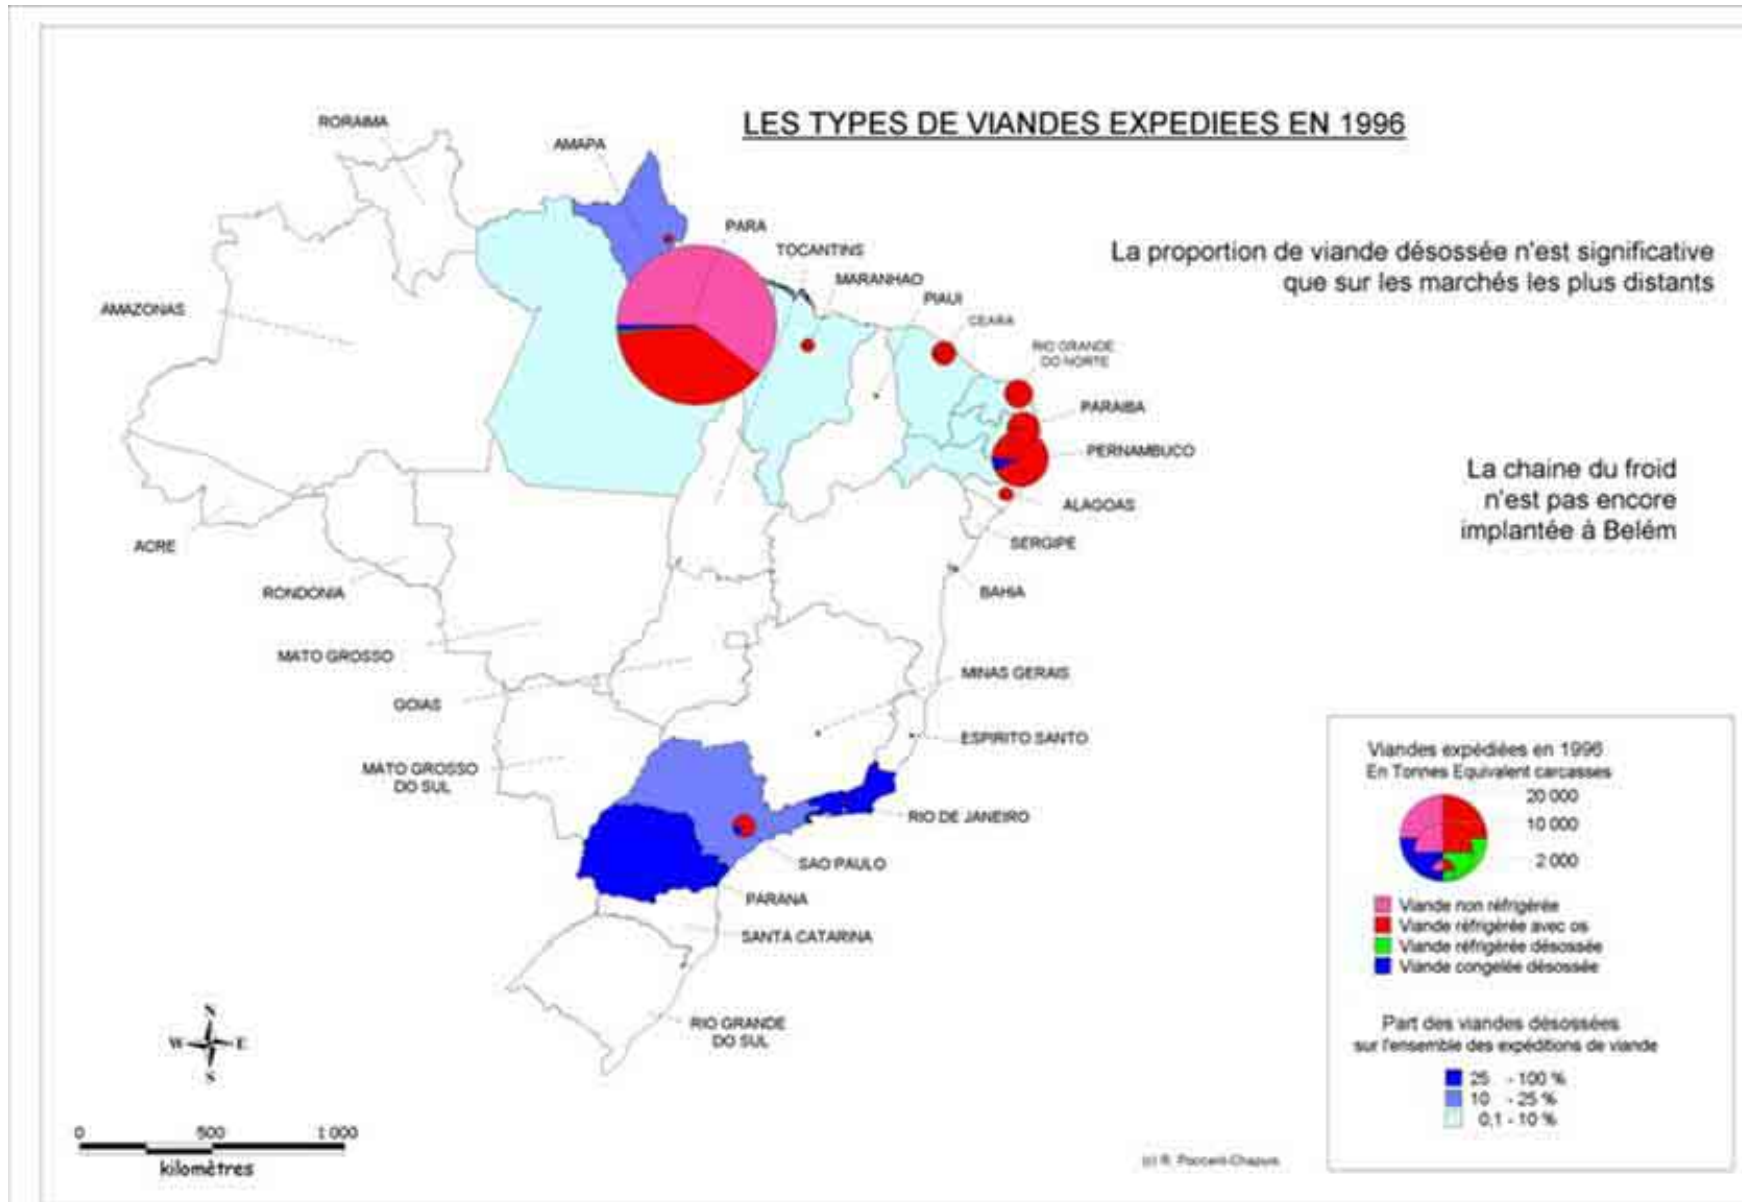 LES TYPES DE VIANDES EXPEDIEES EN 1996
RORAIMA
AMAPA
PARA
TOCANTINS
MARANHAO
PIAUI
CEARA
RIO GRANDE
DO NORTE
PARAIBA
PERNAMBUCO
ALAGOAS
SERGIPE
BAHIA
AMAZONAS
ACRE
RONDONIA
MATO GROSSO
GOIAS
MATO GROSSO
DO SUL
MINAS GERAIS
ESPIRITO SANTO
RIO DE JANEIRO
SAO PAULO
PARANA
SANTA CATARINA
RIO GRANDE
DO SUL
La proportion de viande désossée n'est significative
que sur les marchés les plus distants
La chaine du froid
n'est pas encore
implantée à Belém
Viandes expédiées en 1996
En Tonnes Equivalent carcasses
20 000
10 000
2 000
Viande non réfrigérée
Viande réfrigérée avec os
Viande réfrigérée désossée
Viande congelée désossée
Part des viandes désossées
sur l'ensemble des expéditions de viande
25 - 100 %
10 - 25 %
0,1 - 10 %
N
W E
S
0 500 1 000
kilomètres
(c) R. Poccard-Chapuis